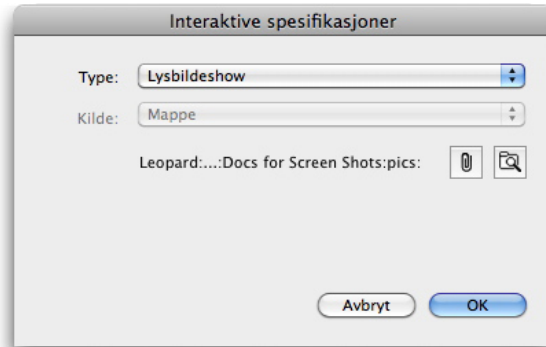 Interaktive spesifikasjoner
Type: Lysbildeshow
Kilde: Mappe
Leopard:...:Docs for Screen Shots:pics:
Avbryt OK